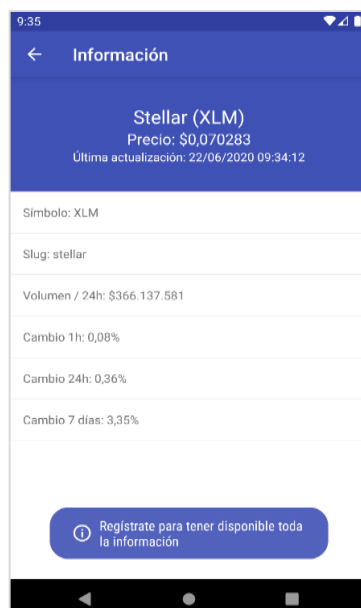 9:35
Información
Stellar (XLM)
Precio: $0,070283
Última actualización: 22/06/2020 09:34:12
Símbolo: XLM
Slug: stellar
Volumen / 24h: $366.137.581
Cambio 1h: 0,08%
Cambio 24h: 0,36%
Cambio 7 días: 3,35%
Regístrate para tener disponible toda
la información